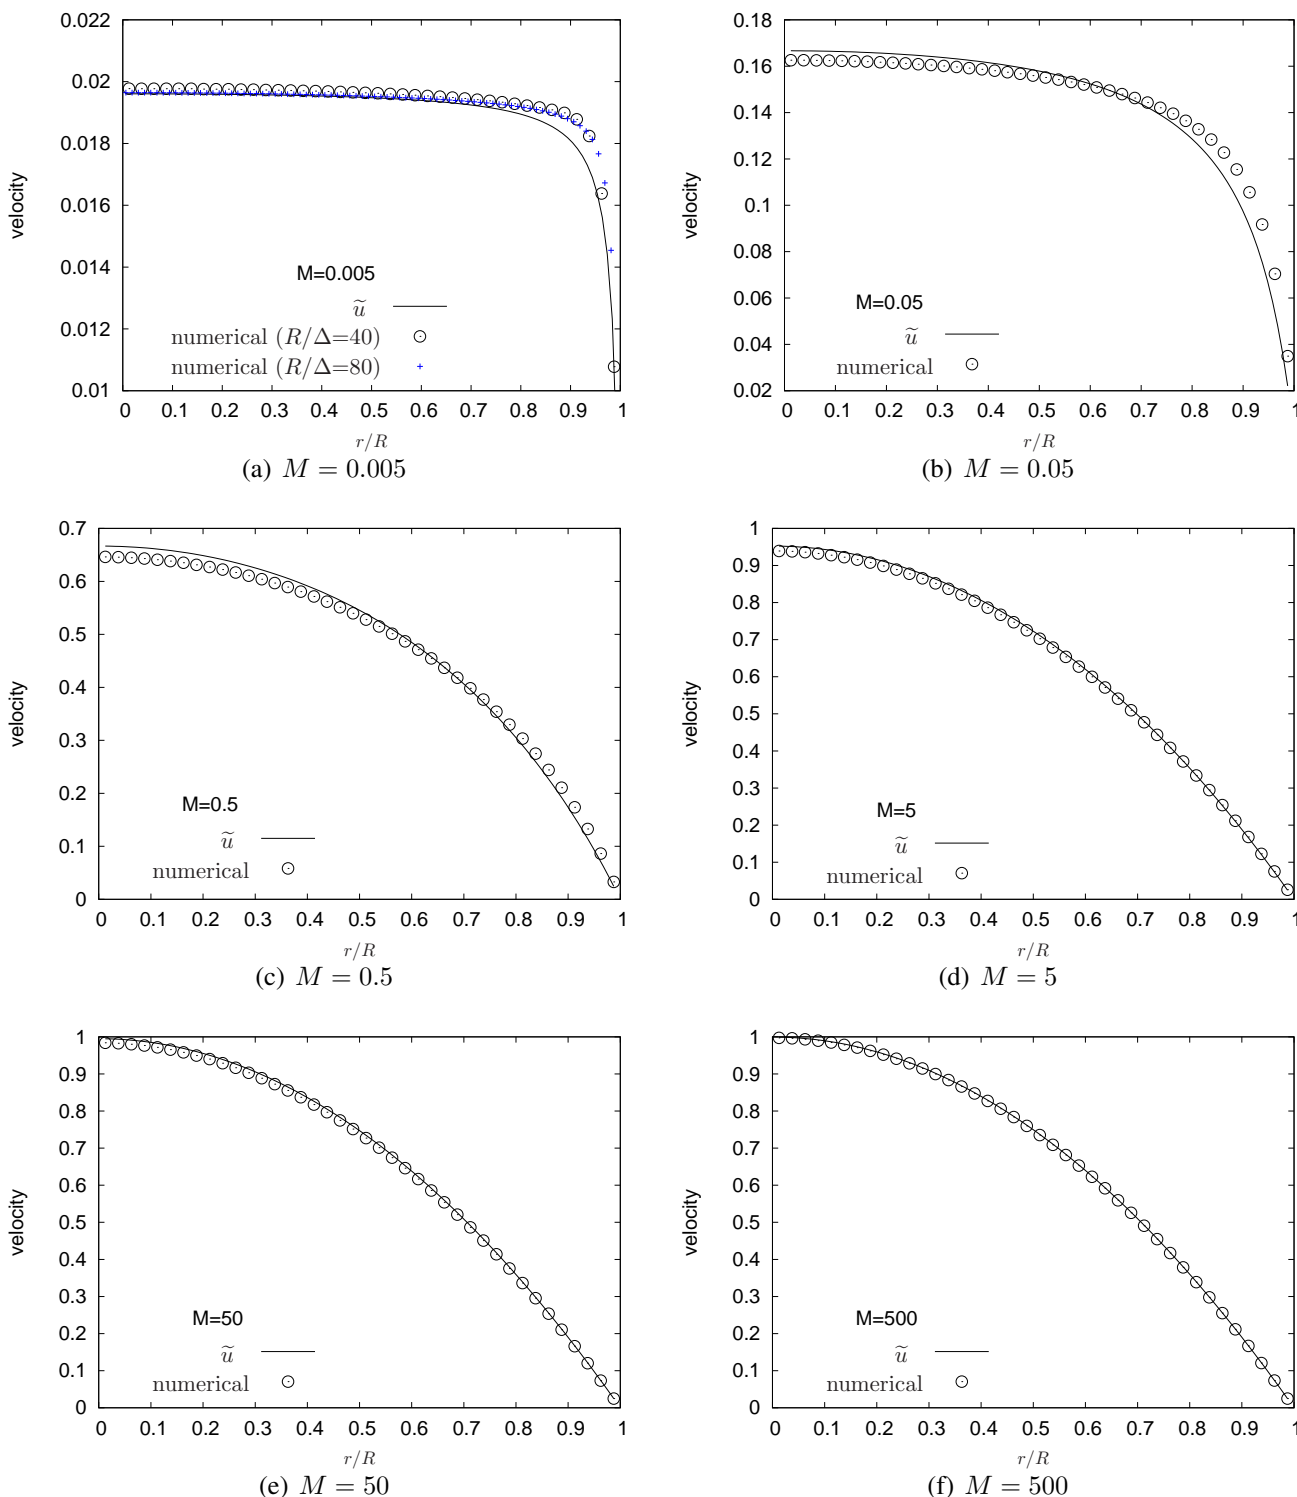 0.022
0.02
0.018
0.016
0.014
0.012
0.01
velocity
M=0.005
ũ
numerical (R/Δ=40)
numerical (R/Δ=80)
0 0.1 0.2 0.3 0.4 0.5 0.6 0.7 0.8 0.9 1
r/R
(a) M = 0.005
0.18
0.16
0.14
0.12
0.1
0.08
0.06
0.04
0.02
velocity
M=0.05
ũ
numerical
0 0.1 0.2 0.3 0.4 0.5 0.6 0.7 0.8 0.9 1
r/R
(b) M = 0.05
0.7
0.6
0.5
0.4
0.3
0.2
0.1
0
velocity
M=0.5
ũ
numerical
0 0.1 0.2 0.3 0.4 0.5 0.6 0.7 0.8 0.9 1
r/R
(c) M = 0.5
1
0.9
0.8
0.7
0.6
0.5
0.4
0.3
0.2
0.1
0
velocity
M=5
ũ
numerical
0 0.1 0.2 0.3 0.4 0.5 0.6 0.7 0.8 0.9 1
r/R
(d) M = 5
1
0.9
0.8
0.7
0.6
0.5
0.4
0.3
0.2
0.1
0
velocity
M=50
ũ
numerical
0 0.1 0.2 0.3 0.4 0.5 0.6 0.7 0.8 0.9 1
r/R
(e) M = 50
1
0.9
0.8
0.7
0.6
0.5
0.4
0.3
0.2
0.1
0
velocity
M=500
ũ
numerical
0 0.1 0.2 0.3 0.4 0.5 0.6 0.7 0.8 0.9 1
r/R
(f) M = 500